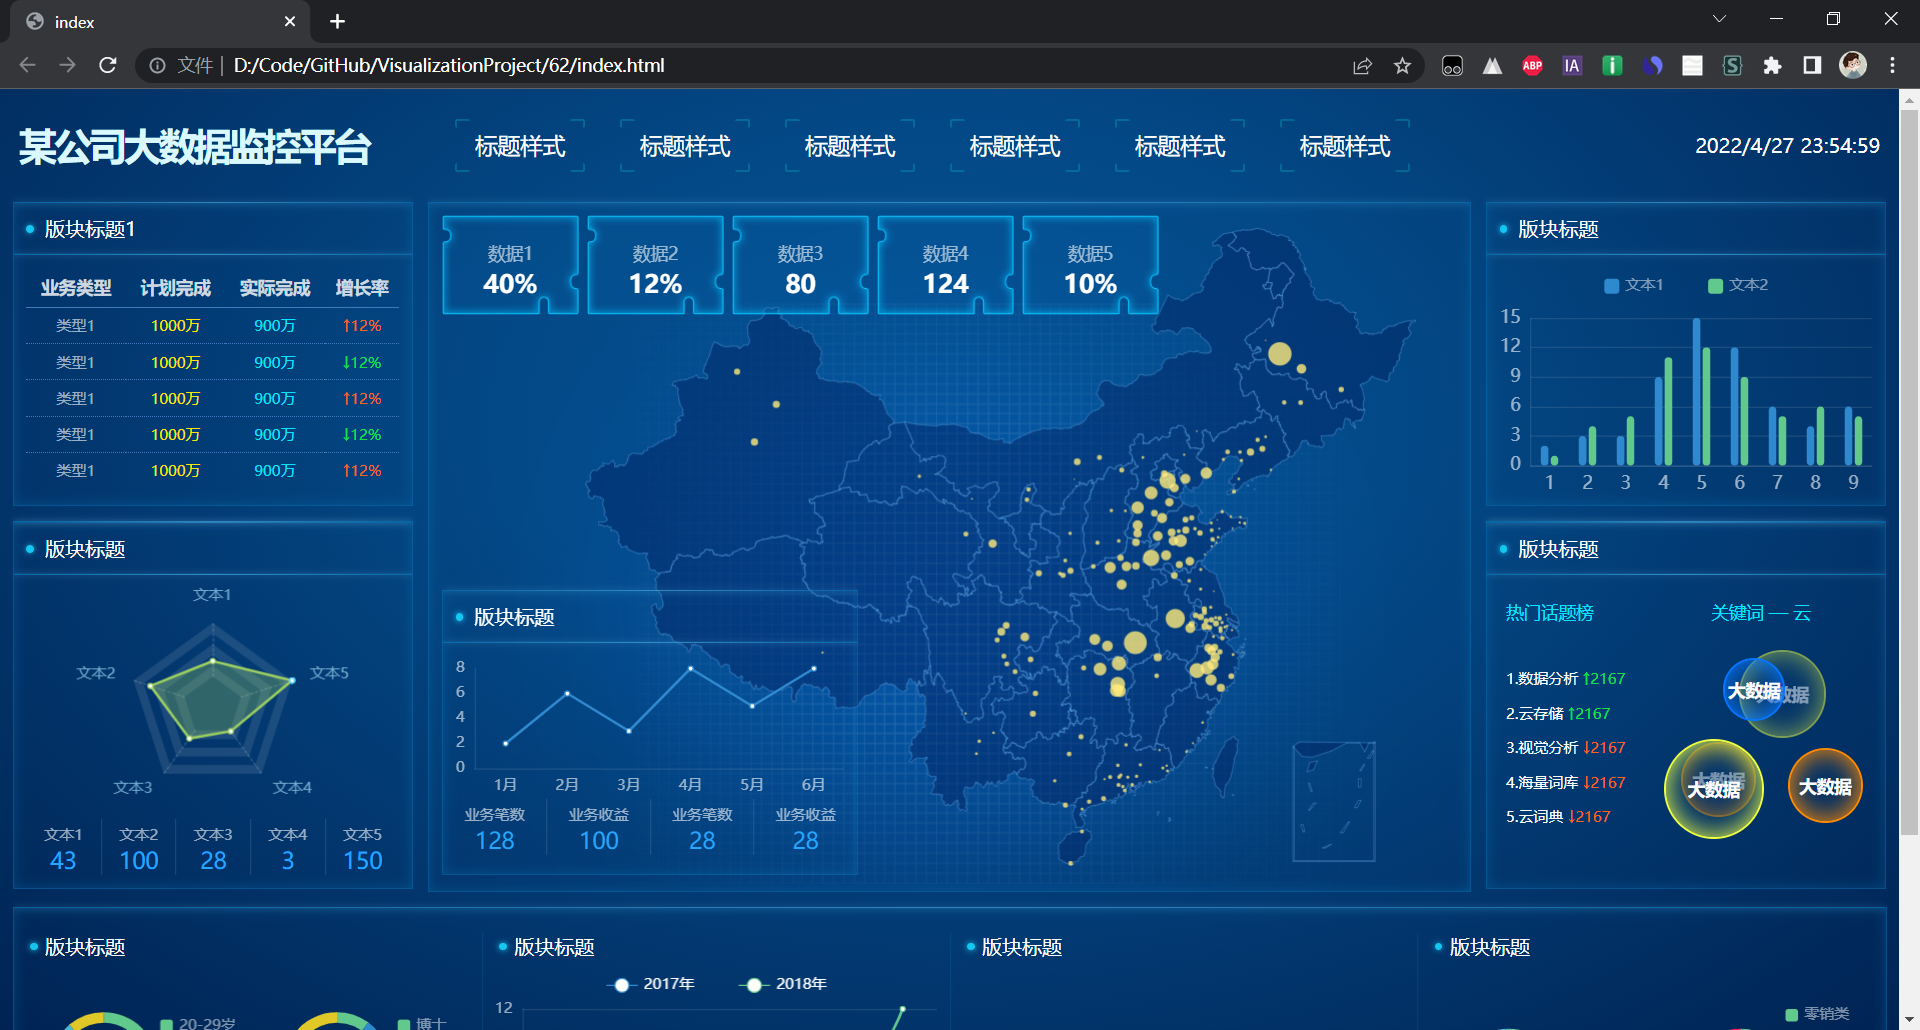 index
文件 | D:/Code/GitHub/VisualizationProject/62/index.html
ABP
IA
某公司大数据监控平台
标题样式 标题样式 标题样式 标题样式 标题样式 标题样式
2022/4/27 23:54:59
版块标题1
业务类型 计划完成 实际完成 增长率
类型1 1000万 900万 ↑12%
类型1 1000万 900万 ↓12%
类型1 1000万 900万 ↑12%
类型1 1000万 900万 ↓12%
类型1 1000万 900万 ↑12%
版块标题
文本1
文本2
文本5
文本3
文本4
文本1 文本2 文本3 文本4 文本5
43 100 28 3 150
数据1 数据2 数据3 数据4 数据5
40% 12% 80 124 10%
版块标题
8
6
4
2
0
1月 2月 3月 4月 5月 6月
业务笔数 业务收益 业务笔数 业务收益
128 100 28 28
版块标题
文本1 文本2
15
12
9
6
3
0
1 2 3 4 5 6 7 8 9
版块标题
热门话题榜
1.数据分析 ↑2167
2.云存储 ↑2167
3.视觉分析 ↓2167
4.海量词库 ↓2167
5.云词典 ↓2167
关键词 — 云
大数据
大数据
大数据
大数据
大数据
版块标题
20-29岁
博士
版块标题
2017年 2018年
12
版块标题
版块标题
零销类